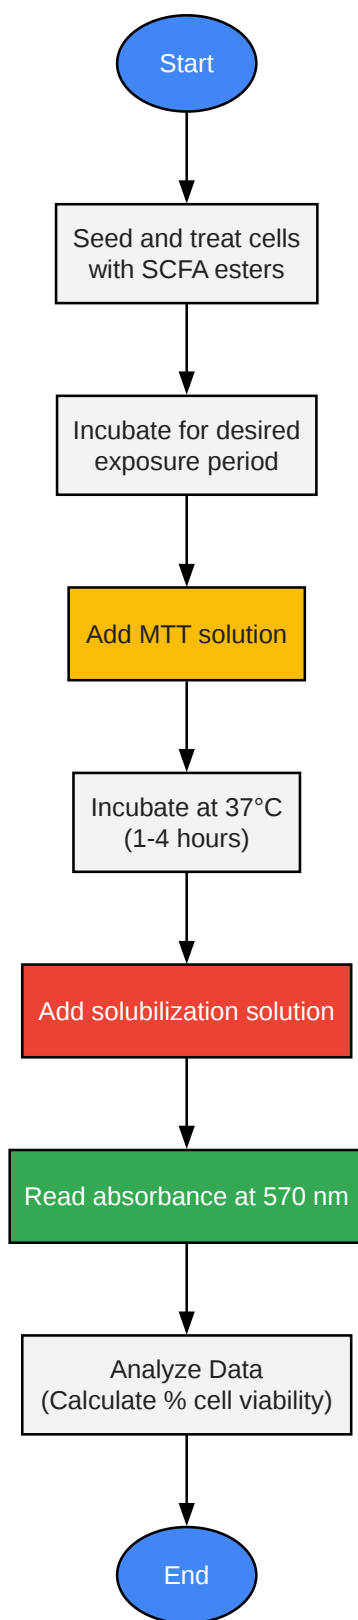 Start
Seed and treat cells
with SCFA esters
Incubate for desired
exposure period
Add MTT solution
Incubate at 37°C
(1-4 hours)
Add solubilization solution
Read absorbance at 570 nm
Analyze Data
(Calculate % cell viability)
End